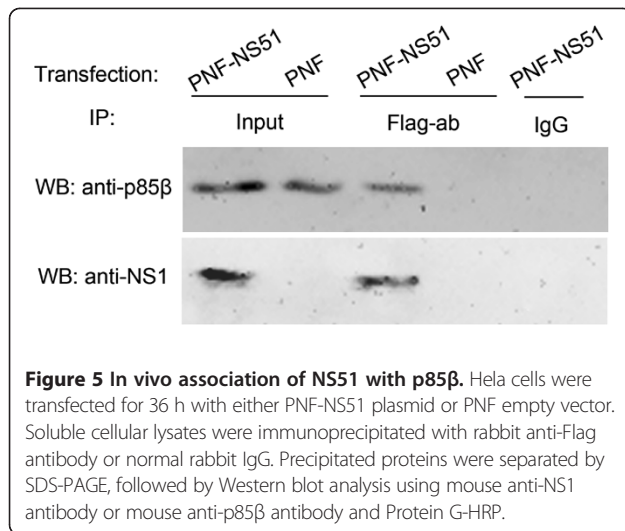 Transfection: PNF-NS51 PNF PNF-NS51 PNF PNF-NS51
IP: Input Flag-ab IgG
WB: anti-p85β
WB: anti-NS1
Figure 5 In vivo association of NS51 with p85β. Hela cells were
transfected for 36 h with either PNF-NS51 plasmid or PNF empty vector.
Soluble cellular lysates were immunoprecipitated with rabbit anti-Flag
antibody or normal rabbit IgG. Precipitated proteins were separated by
SDS-PAGE, followed by Western blot analysis using mouse anti-NS1
antibody or mouse anti-p85β antibody and Protein G-HRP.